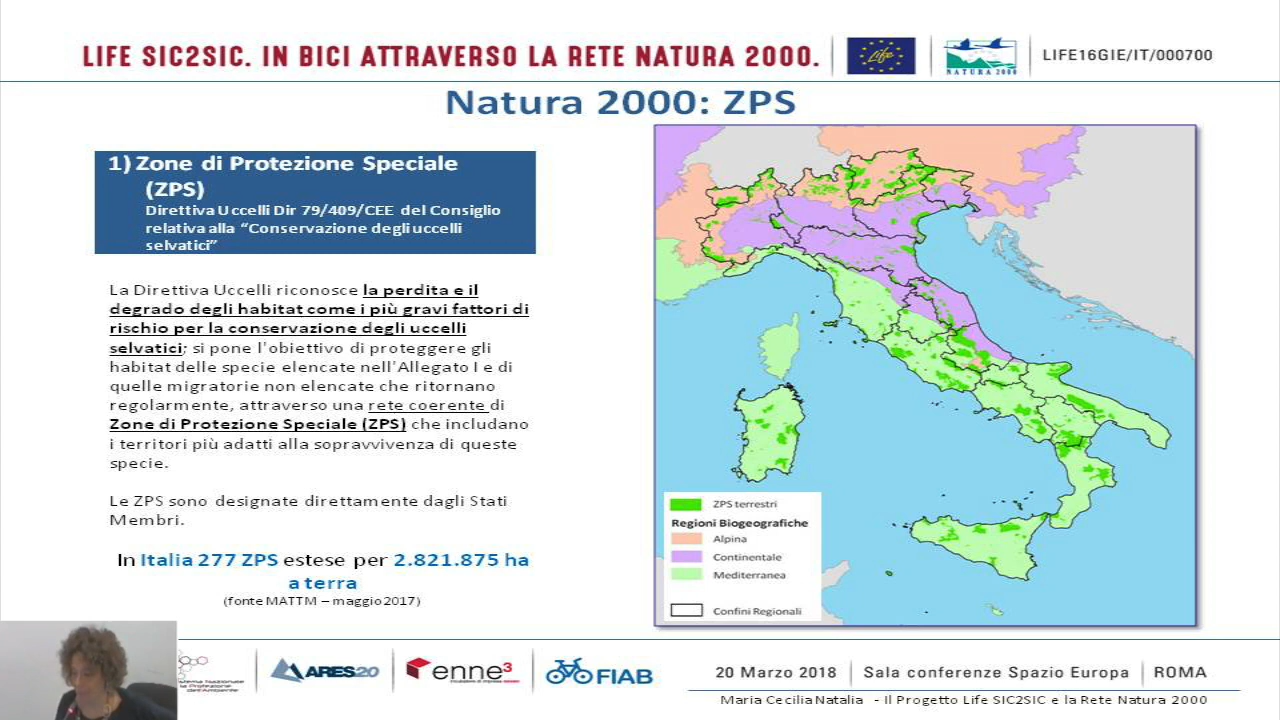 LIFE SIC2SIC. IN BICI ATTRAVERSO LA RETE NATURA 2000.
Life
NATURA 2000
LIFE16GIE/IT/000700
Natura 2000: ZPS
1) Zone di Protezione Speciale
(ZPS)
Direttiva Uccelli Dir 79/409/CEE del Consiglio
relativa alla “Conservazione degli uccelli
selvatici”
La Direttiva Uccelli riconosce la perdita e il
degrado degli habitat come i più gravi fattori di
rischio per la conservazione degli uccelli
selvatici; si pone l’obiettivo di proteggere gli
habitat delle specie elencate nell’Allegato I e di
quelle migratorie non elencate che ritornano
regolarmente, attraverso una rete coerente di
Zone di Protezione Speciale (ZPS) che includano
i territori più adatti alla sopravvivenza di queste
specie.
Le ZPS sono designate direttamente dagli Stati
Membri.
In Italia 277 ZPS estese per 2.821.875 ha
a terra
(fonte MATTM – maggio 2017)
ZPS terrestri
Regioni Biogeografiche
Alpina
Continentale
Mediterranea
Confini Regionali
ARES20
enne3
FIAB
20 Marzo 2018
Sala conferenze Spazio Europa
ROMA
Maria Cecilia Natalia - Il Progetto Life SIC2SIC e la Rete Natura 2000